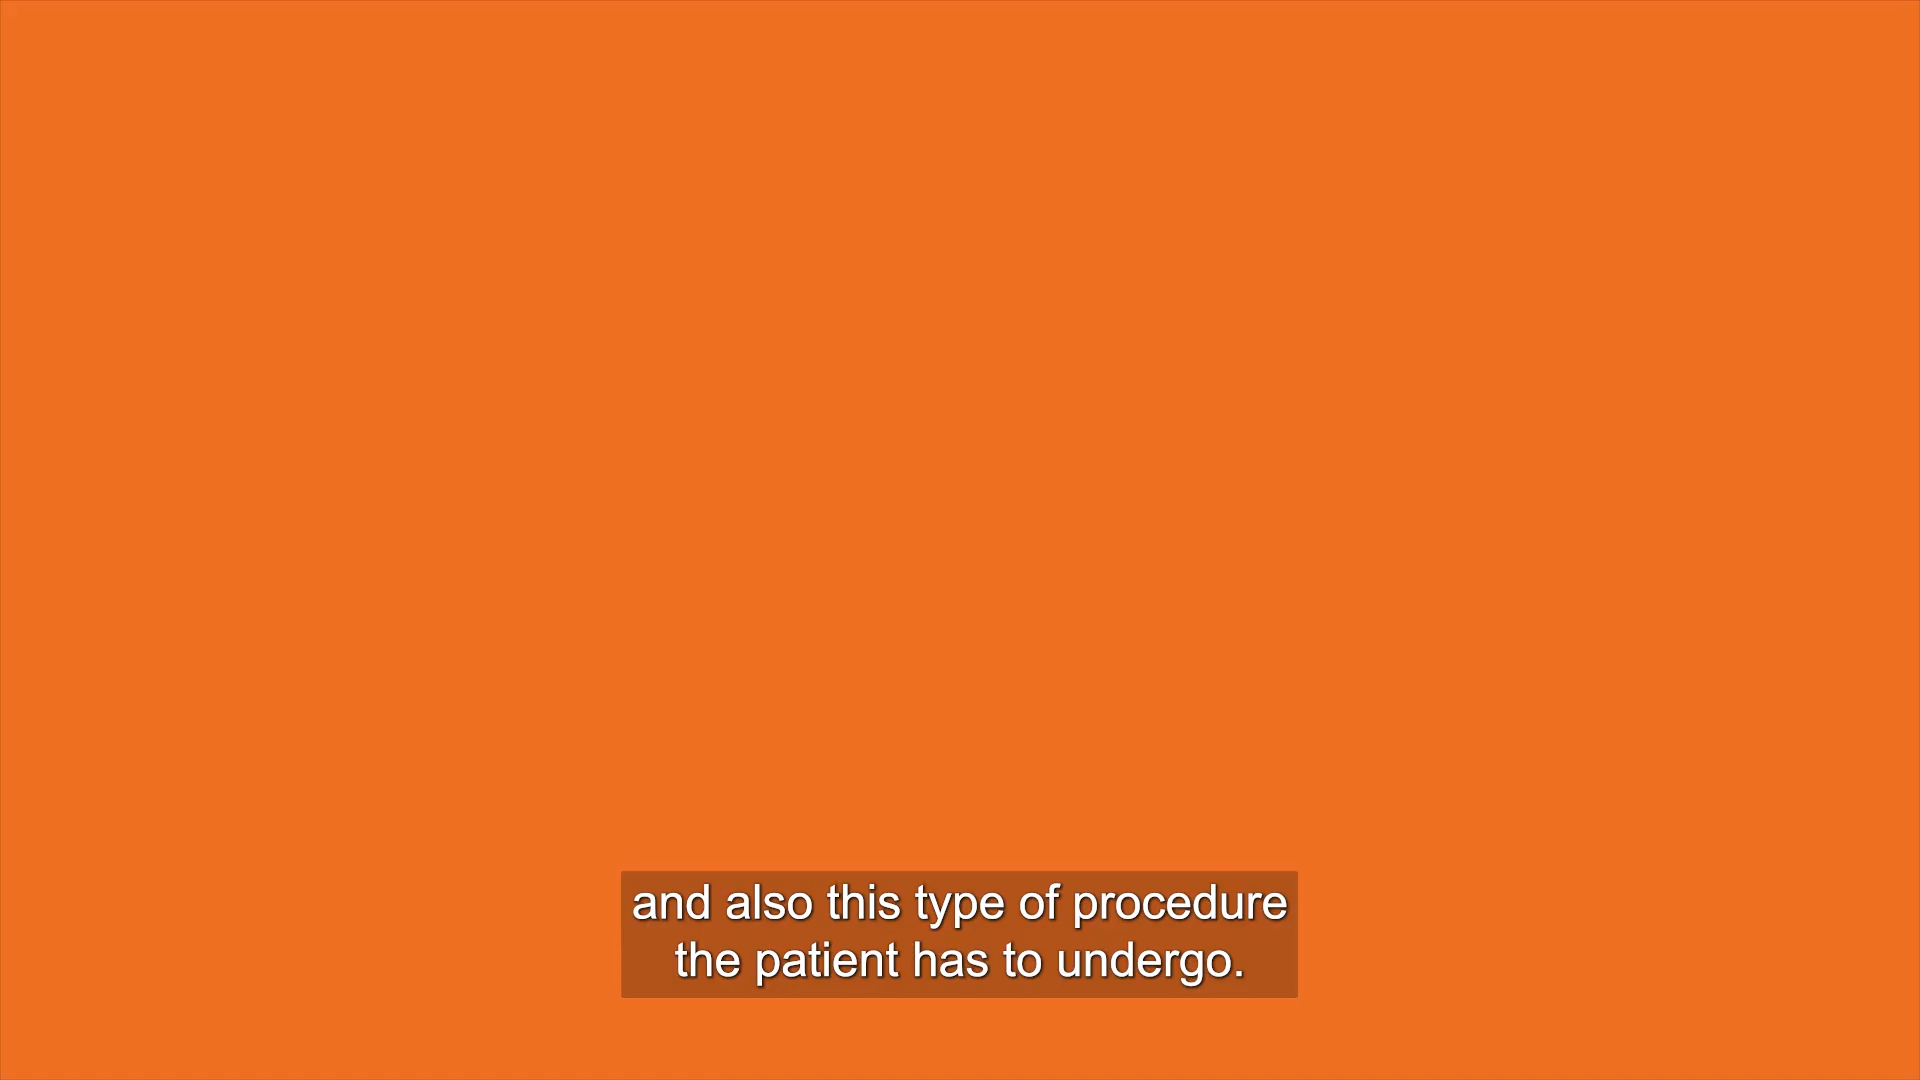 and also this type of procedure
the patient has to undergo.